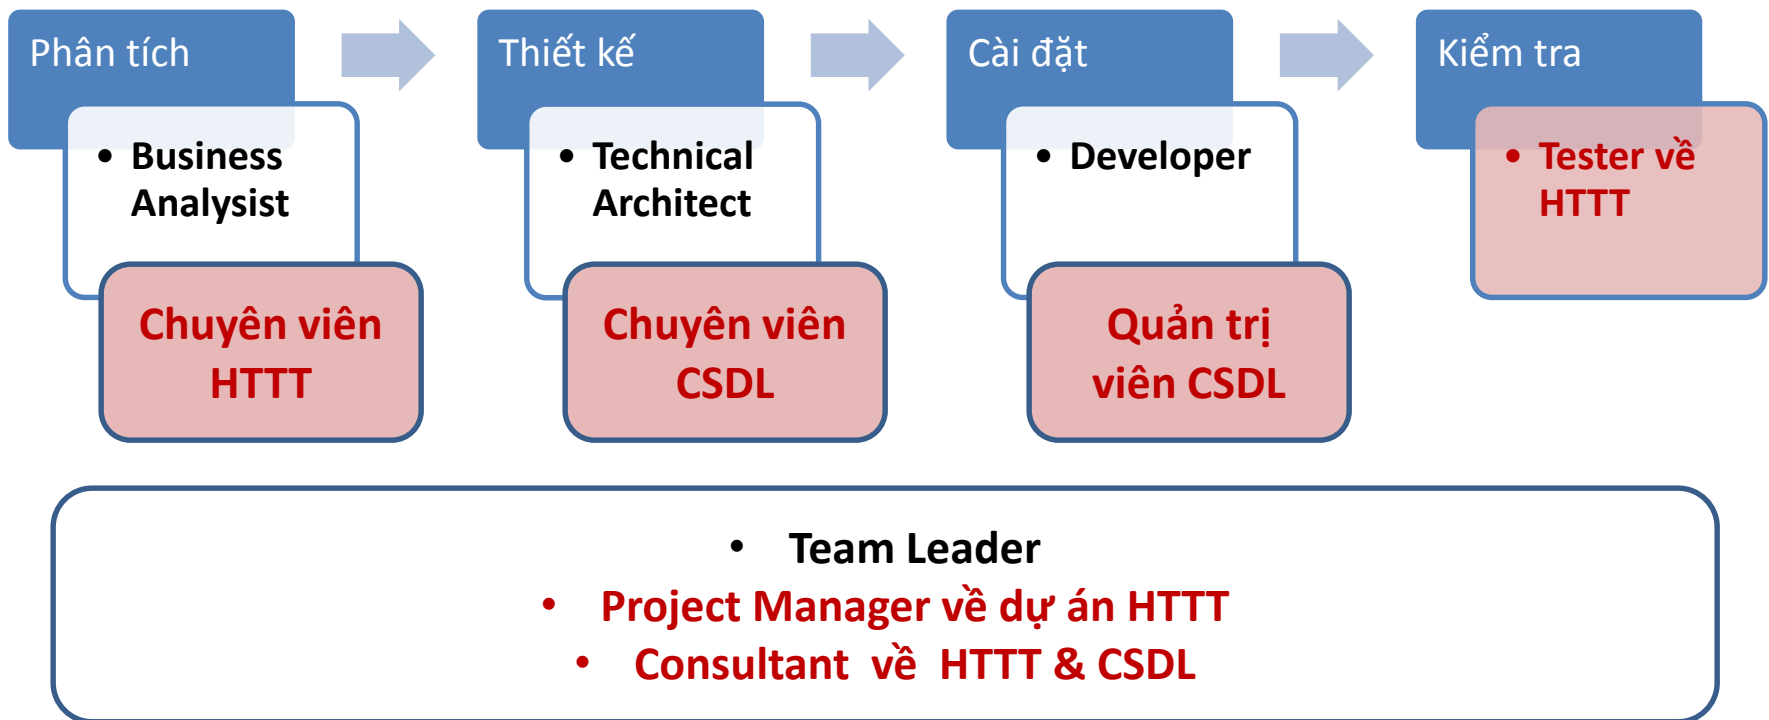 Phân tích
• Business
Analysist
Chuyên viên
HTTT
Thiết kế
• Technical
Architect
Chuyên viên
CSDL
Cài đặt
• Developer
Quản trị
viên CSDL
Kiểm tra
• Tester về
HTTT
• Team Leader
• Project Manager về dự án HTTT
• Consultant về HTTT & CSDL